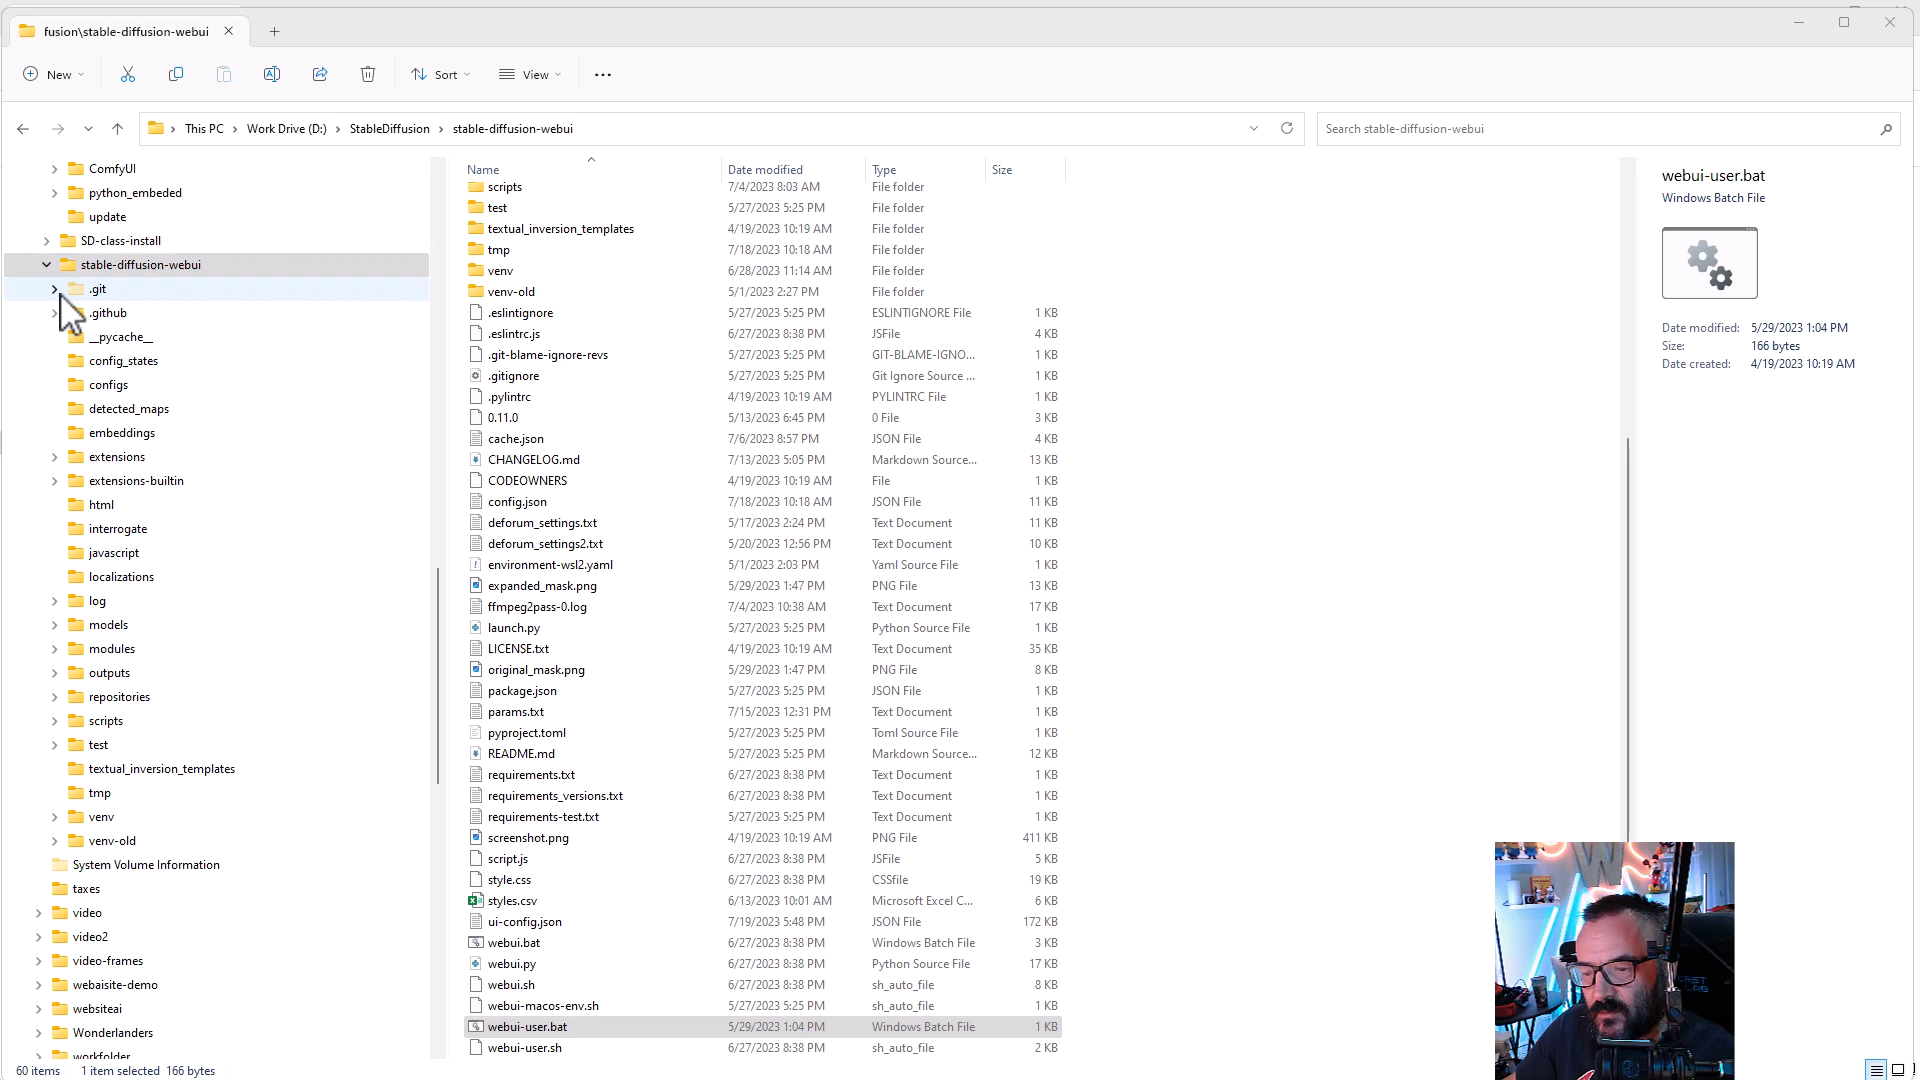 fusion\stable-diffusion-webui
New
Sort
View
This PC > Work Drive (D:) > StableDiffusion > stable-diffusion-webui
Search stable-diffusion-webui
ComfyUI
python_embeded
update
SD-class-install
stable-diffusion-webui
.git
.github
__pycache__
config_states
configs
detected_maps
embeddings
extensions
extensions-builtin
html
interrogate
javascript
localizations
log
models
modules
outputs
repositories
scripts
test
textual_inversion_templates
tmp
venv
venv-old
System Volume Information
taxes
video
video2
video-frames
webaisite-demo
websiteai
Wonderlanders
workfolder
Name Date modified Type Size
scripts 7/4/2023 8:03 AM File folder
test 5/27/2023 5:25 PM File folder
textual_inversion_templates 4/19/2023 10:19 AM File folder
tmp 7/18/2023 10:18 AM File folder
venv 6/28/2023 11:14 AM File folder
venv-old 5/1/2023 2:27 PM File folder
.eslintignore 5/27/2023 5:25 PM ESLINTIGNORE File 1 KB
.eslintrc.js 6/27/2023 8:38 PM JSFile 4 KB
.git-blame-ignore-revs 5/27/2023 5:25 PM GIT-BLAME-IGNO... 1 KB
.gitignore 5/27/2023 5:25 PM Git Ignore Source ... 1 KB
.pylintrc 4/19/2023 10:19 AM PYLINTRC File 1 KB
0.11.0 5/13/2023 6:45 PM 0 File 3 KB
cache.json 7/6/2023 8:57 PM JSON File 4 KB
CHANGELOG.md 7/13/2023 5:05 PM Markdown Source... 13 KB
CODEOWNERS 4/19/2023 10:19 AM File 1 KB
config.json 7/18/2023 10:18 AM JSON File 11 KB
deforum_settings.txt 5/17/2023 2:24 PM Text Document 11 KB
deforum_settings2.txt 5/20/2023 12:56 PM Text Document 10 KB
environment-wsl2.yaml 5/1/2023 2:03 PM Yaml Source File 1 KB
expanded_mask.png 5/29/2023 1:47 PM PNG File 13 KB
ffmpeg2pass-0.log 7/4/2023 10:38 AM Text Document 17 KB
launch.py 5/27/2023 5:25 PM Python Source File 1 KB
LICENSE.txt 4/19/2023 10:19 AM Text Document 35 KB
original_mask.png 5/29/2023 1:47 PM PNG File 8 KB
package.json 5/27/2023 5:25 PM JSON File 1 KB
params.txt 7/15/2023 12:31 PM Text Document 1 KB
pyproject.toml 5/27/2023 5:25 PM Toml Source File 1 KB
README.md 5/27/2023 5:25 PM Markdown Source... 12 KB
requirements.txt 6/27/2023 8:38 PM Text Document 1 KB
requirements_versions.txt 6/27/2023 8:38 PM Text Document 1 KB
requirements-test.txt 5/27/2023 5:25 PM Text Document 1 KB
screenshot.png 4/19/2023 10:19 AM PNG File 411 KB
script.js 6/27/2023 8:38 PM JSFile 5 KB
style.css 6/27/2023 8:38 PM CSSfile 19 KB
styles.csv 6/13/2023 10:01 AM Microsoft Excel C... 6 KB
ui-config.json 7/19/2023 5:48 PM JSON File 172 KB
webui.bat 6/27/2023 8:38 PM Windows Batch File 3 KB
webui.py 6/27/2023 8:38 PM Python Source File 17 KB
webui.sh 6/27/2023 8:38 PM sh_auto_file 8 KB
webui-macos-env.sh 5/27/2023 5:25 PM sh_auto_file 1 KB
webui-user.bat 5/29/2023 1:04 PM Windows Batch File 1 KB
webui-user.sh 6/27/2023 8:38 PM sh_auto_file 2 KB
webui-user.bat
Windows Batch File
Date modified: 5/29/2023 1:04 PM
Size: 166 bytes
Date created: 4/19/2023 10:19 AM
60 items 1 item selected 166 bytes